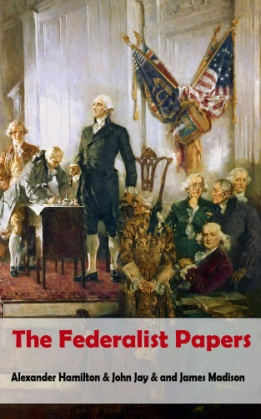 The Federalist Papers
Alexander Hamilton & John Jay & and James Madison